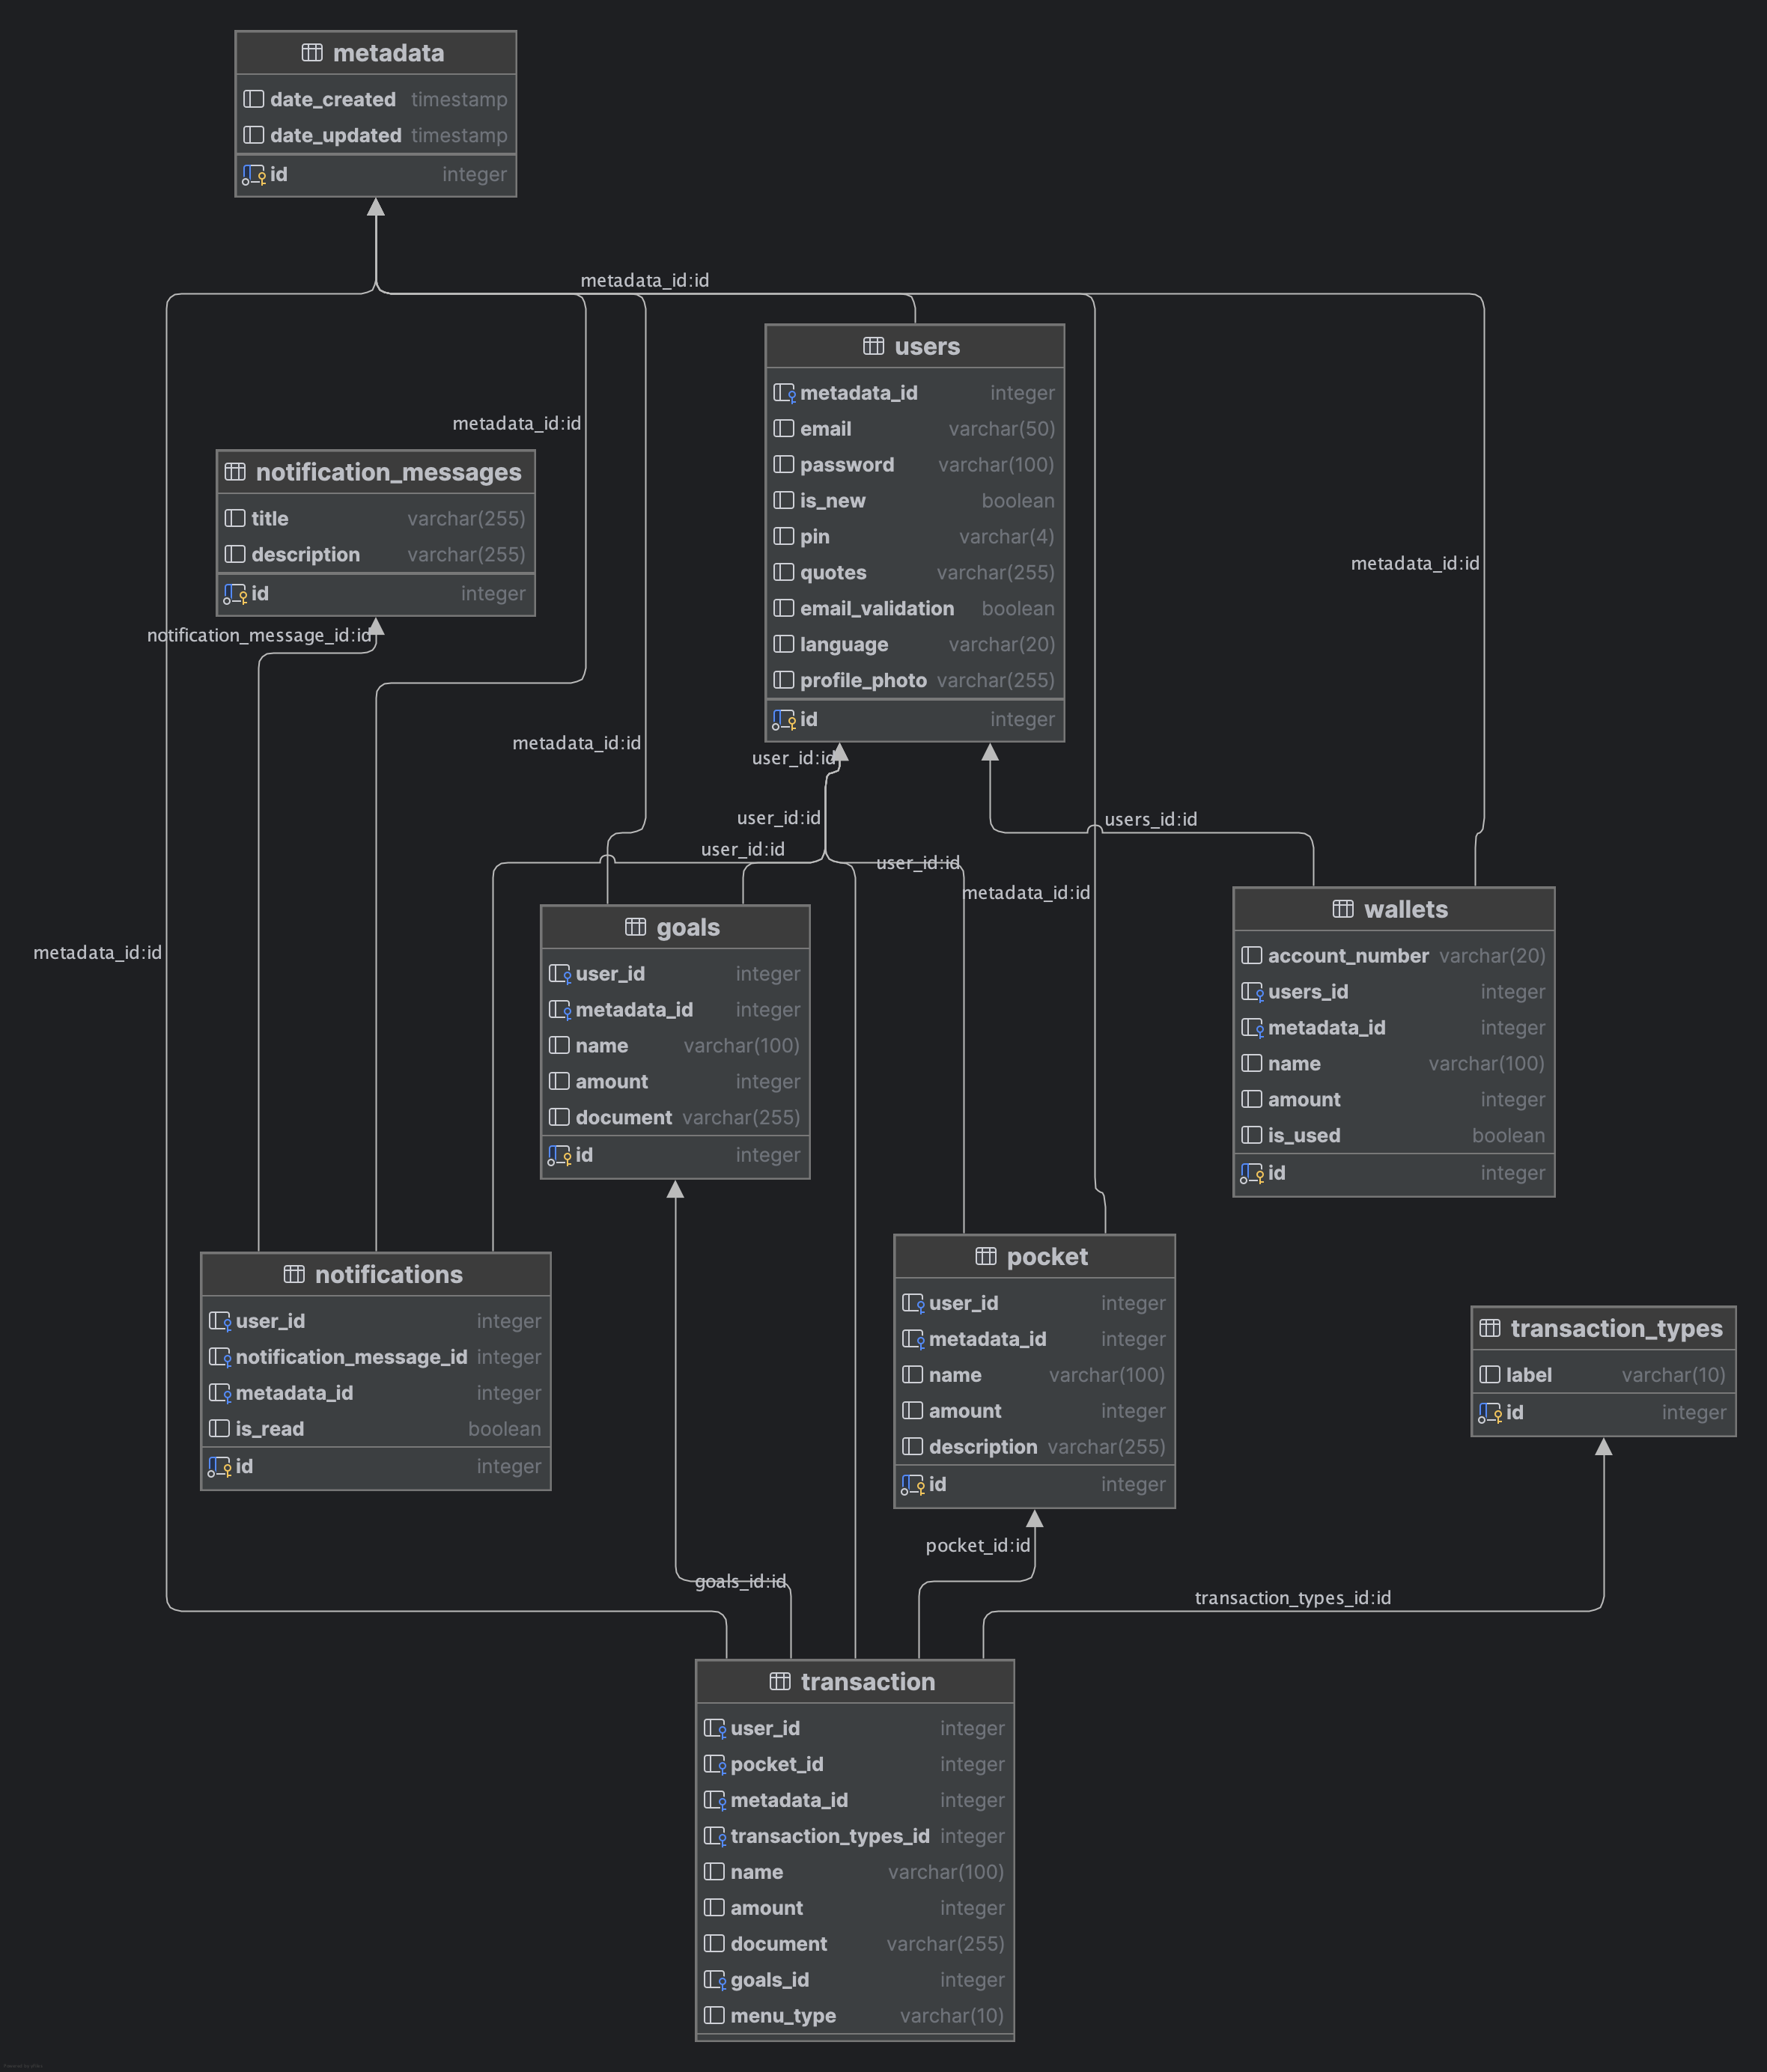 metadata
date_created timestamp
date_updated timestamp
id integer
metadata_id:id
users
metadata_id integer
email varchar(50)
password varchar(100)
is_new boolean
pin varchar(4)
quotes varchar(255)
email_validation boolean
language varchar(20)
profile_photo varchar(255)
id integer
metadata_id:id
notification_messages
title varchar(255)
description varchar(255)
id integer
metadata_id:id
notification_message_id:id
metadata_id:id
user_id:id
user_id:id
users_id:id
user_id:id
user_id:id
metadata_id:id
metadata_id:id
goals
user_id integer
metadata_id integer
name varchar(100)
amount integer
document varchar(255)
id integer
wallets
account_number varchar(20)
users_id integer
metadata_id integer
name varchar(100)
amount integer
is_used boolean
id integer
notifications
user_id integer
notification_message_id integer
metadata_id integer
is_read boolean
id integer
pocket
user_id integer
metadata_id integer
name varchar(100)
amount integer
description varchar(255)
id integer
transaction_types
label varchar(10)
id integer
pocket_id:id
goals_id:id
transaction_types_id:id
transaction
user_id integer
pocket_id integer
metadata_id integer
transaction_types_id integer
name varchar(100)
amount integer
document varchar(255)
goals_id integer
menu_type varchar(10)